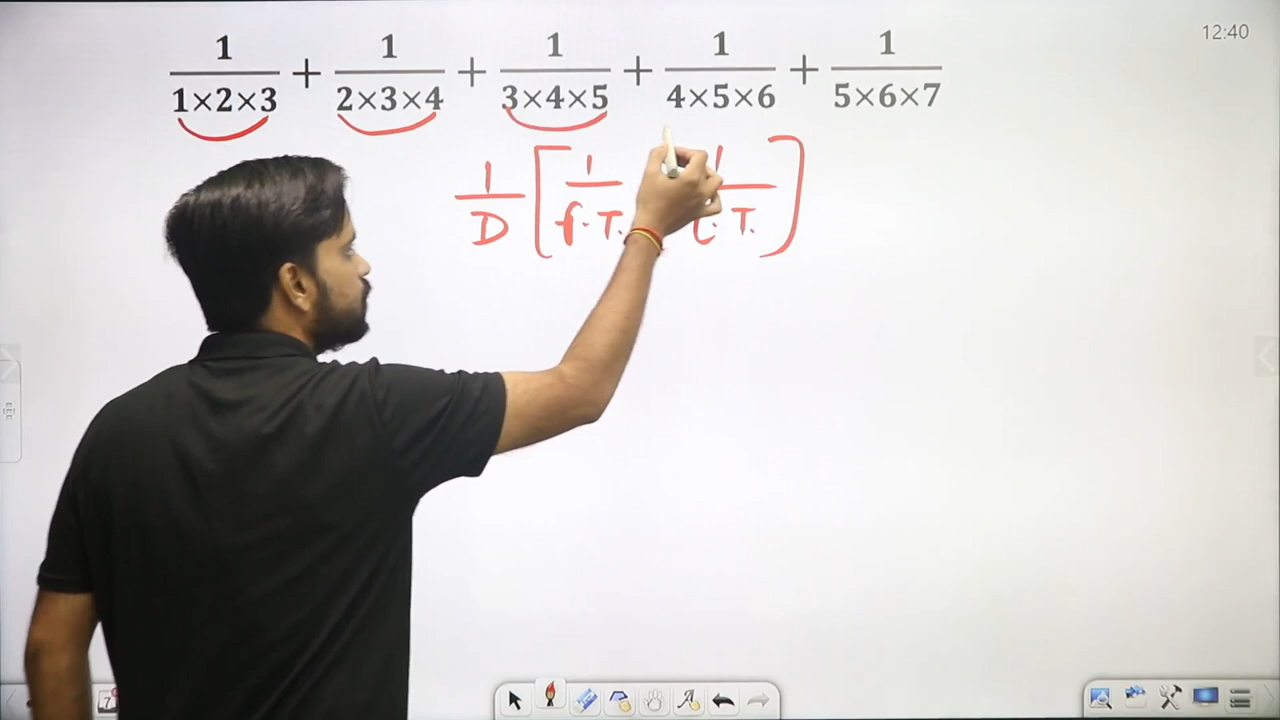 12:40
1/(1×2×3) + 1/(2×3×4) + 1/(3×4×5) + 1/(4×5×6) + 1/(5×6×7)
1/D [ 1/f.T. 1/L.T. ]
7